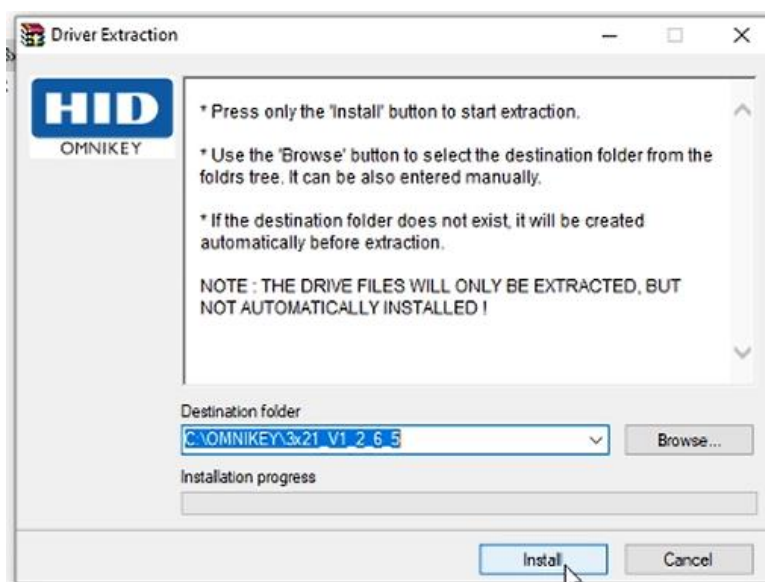 Driver Extraction
HID
OMNIKEY
* Press only the 'Install' button to start extraction.
* Use the 'Browse' button to select the destination folder from the
foldrs tree. It can be also entered manually.
* If the destination folder does not exist, it will be created
automatically before extraction.
NOTE : THE DRIVE FILES WILL ONLY BE EXTRACTED, BUT
NOT AUTOMATICALLY INSTALLED !
Destination folder
C:\OMNIKEY\3x21_V1_2_6_5
Browse...
Installation progress
Install
Cancel